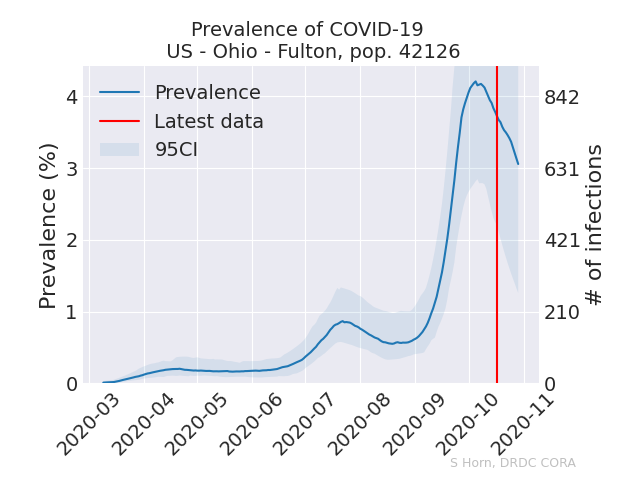 Prevalence of COVID-19
US - Ohio - Fulton, pop. 42126
Prevalence
Latest data
95CI
Prevalence (%)
4
3
2
1
0
842
631
421
210
0
# of infections
2020-03
2020-04
2020-05
2020-06
2020-07
2020-08
2020-09
2020-10
2020-11
S Horn, DRDC CORA